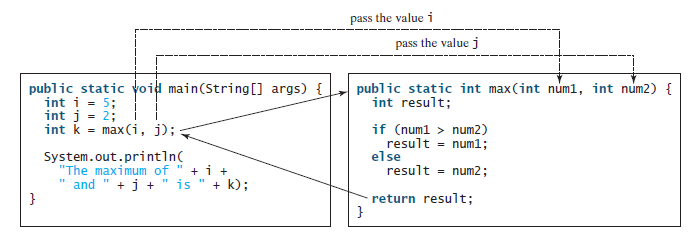 pass the value i
pass the value j
public static void main(String[] args) {
int i = 5;
int j = 2;
int k = max(i, j);
System.out.println(
"The maximum of " + i +
" and " + j + " is " + k);
}
public static int max(int num1, int num2) {
int result;
if (num1 > num2)
result = num1;
else
result = num2;
return result;
}